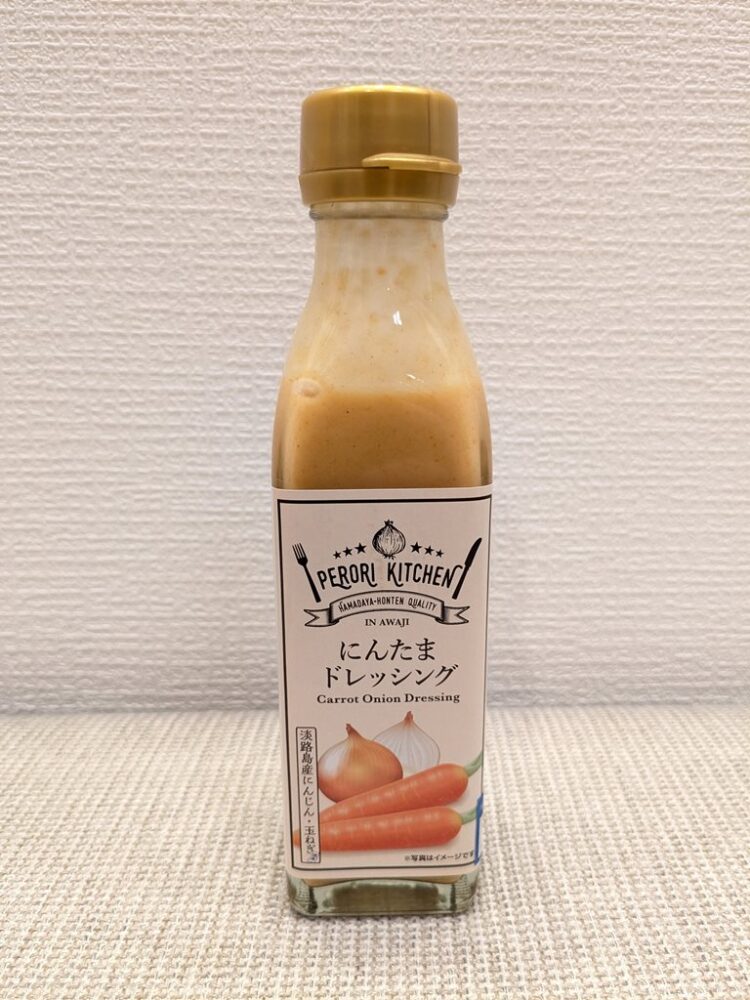 PERORI KITCHEN
HAMADAYA-HONTEN QUALITY
IN AWAJI
にんたま
ドレッシング
Carrot Onion Dressing
淡路島産にんじん・玉ねぎ
※写真はイメージです